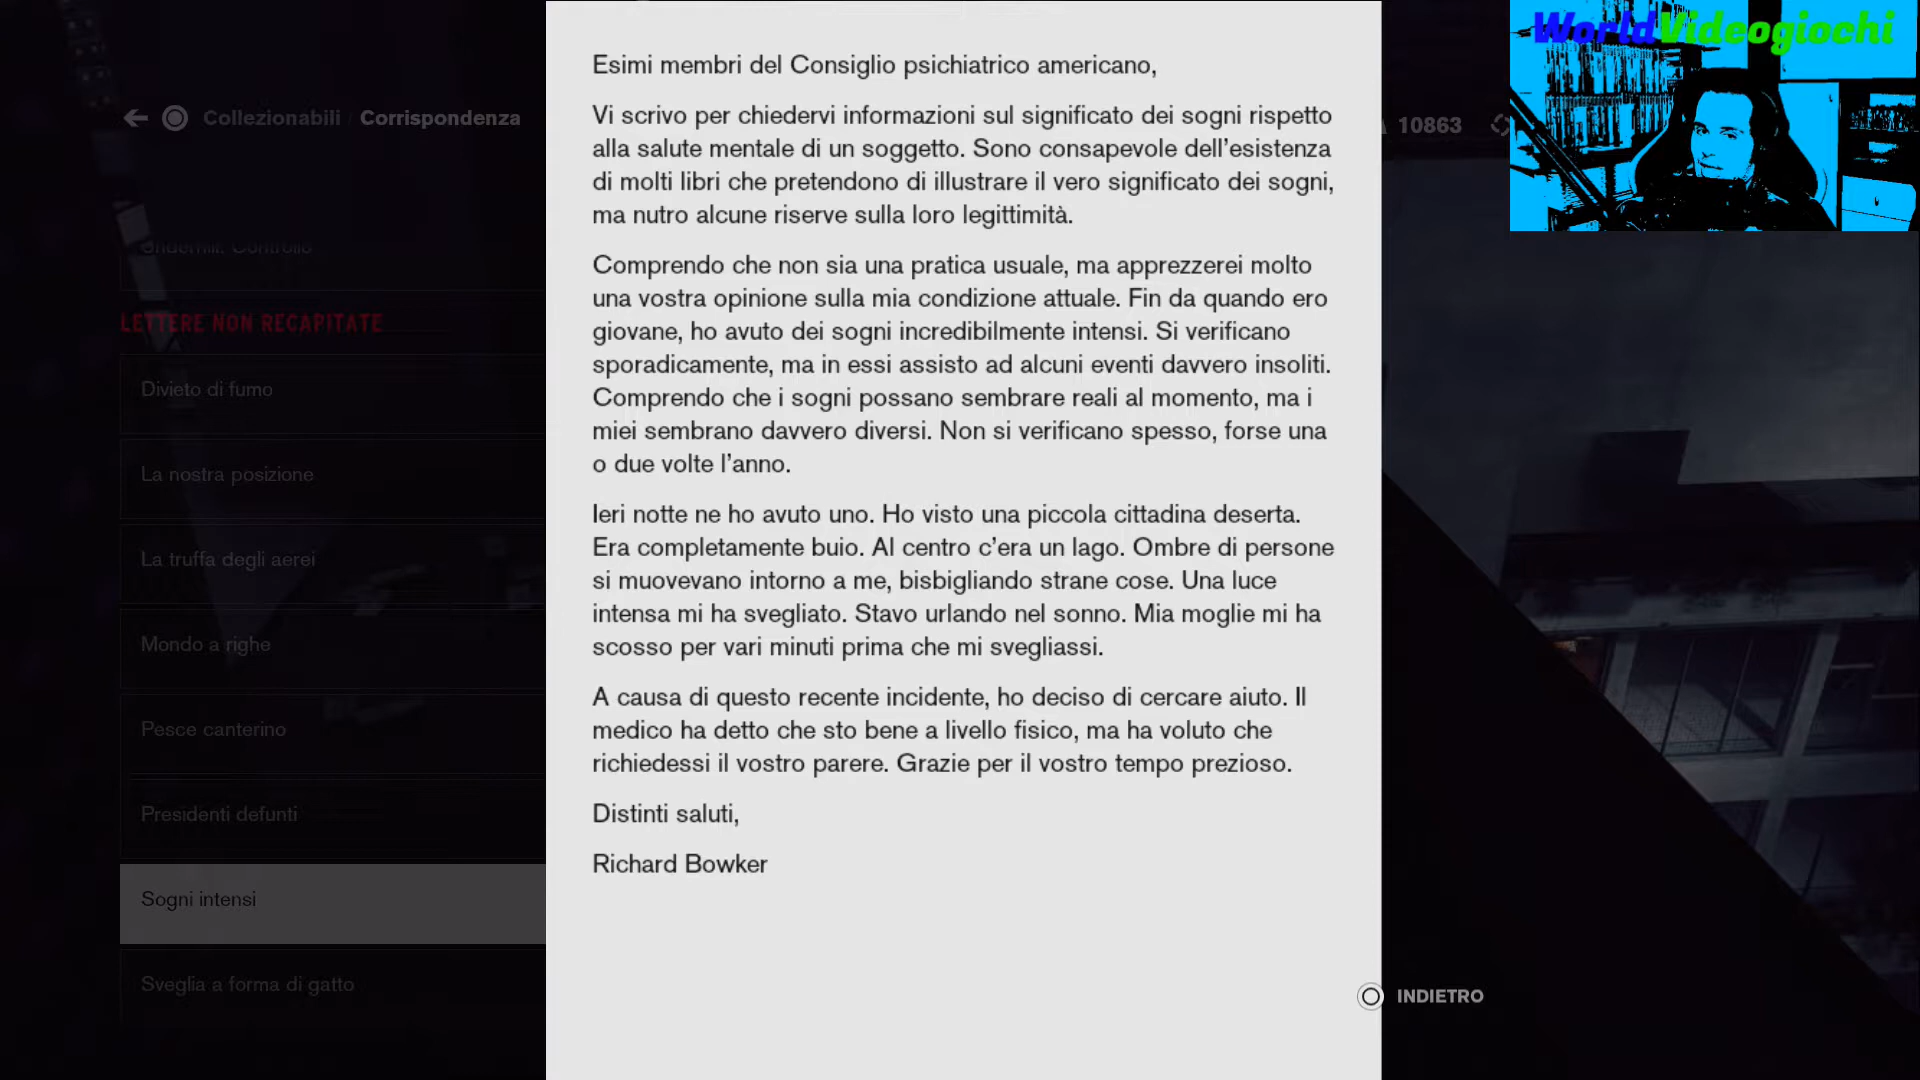 WorldVideogiochi
Collezionabili / Corrispondenza
10863
Underhill: Controllo
LETTERE NON RECAPITATE
Divieto di fumo
La nostra posizione
La truffa degli aerei
Mondo a righe
Pesce canterino
Presidenti defunti
Sogni intensi
Sveglia a forma di gatto
Esimi membri del Consiglio psichiatrico americano,
Vi scrivo per chiedervi informazioni sul significato dei sogni rispetto
alla salute mentale di un soggetto. Sono consapevole dell'esistenza
di molti libri che pretendono di illustrare il vero significato dei sogni,
ma nutro alcune riserve sulla loro legittimità.
Comprendo che non sia una pratica usuale, ma apprezzerei molto
una vostra opinione sulla mia condizione attuale. Fin da quando ero
giovane, ho avuto dei sogni incredibilmente intensi. Si verificano
sporadicamente, ma in essi assisto ad alcuni eventi davvero insoliti.
Comprendo che i sogni possano sembrare reali al momento, ma i
miei sembrano davvero diversi. Non si verificano spesso, forse una
o due volte l'anno.
Ieri notte ne ho avuto uno. Ho visto una piccola cittadina deserta.
Era completamente buio. Al centro c'era un lago. Ombre di persone
si muovevano intorno a me, bisbigliando strane cose. Una luce
intensa mi ha svegliato. Stavo urlando nel sonno. Mia moglie mi ha
scosso per vari minuti prima che mi svegliassi.
A causa di questo recente incidente, ho deciso di cercare aiuto. Il
medico ha detto che sto bene a livello fisico, ma ha voluto che
richiedessi il vostro parere. Grazie per il vostro tempo prezioso.
Distinti saluti,
Richard Bowker
INDIETRO